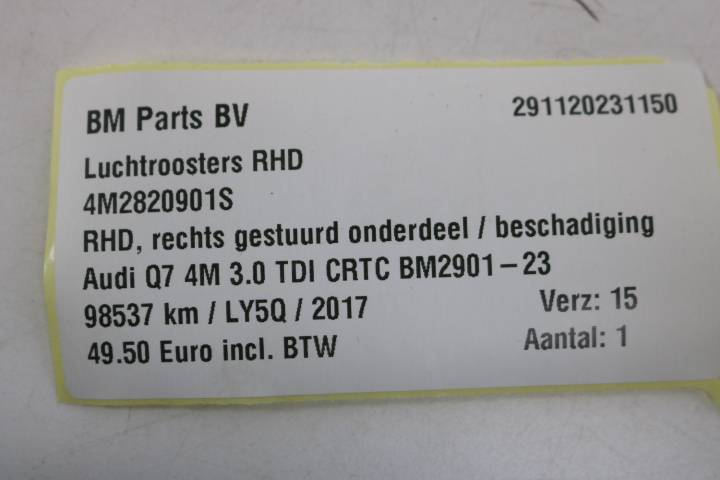 BM Parts BV 291120231150
Luchtroosters RHD
4M2820901S
RHD, rechts gestuurd onderdeel / beschadiging
Audi Q7 4M 3.0 TDI CRTC BM2901-23
98537 km / LY5Q / 2017 Verz: 15
49.50 Euro incl. BTW Aantal: 1